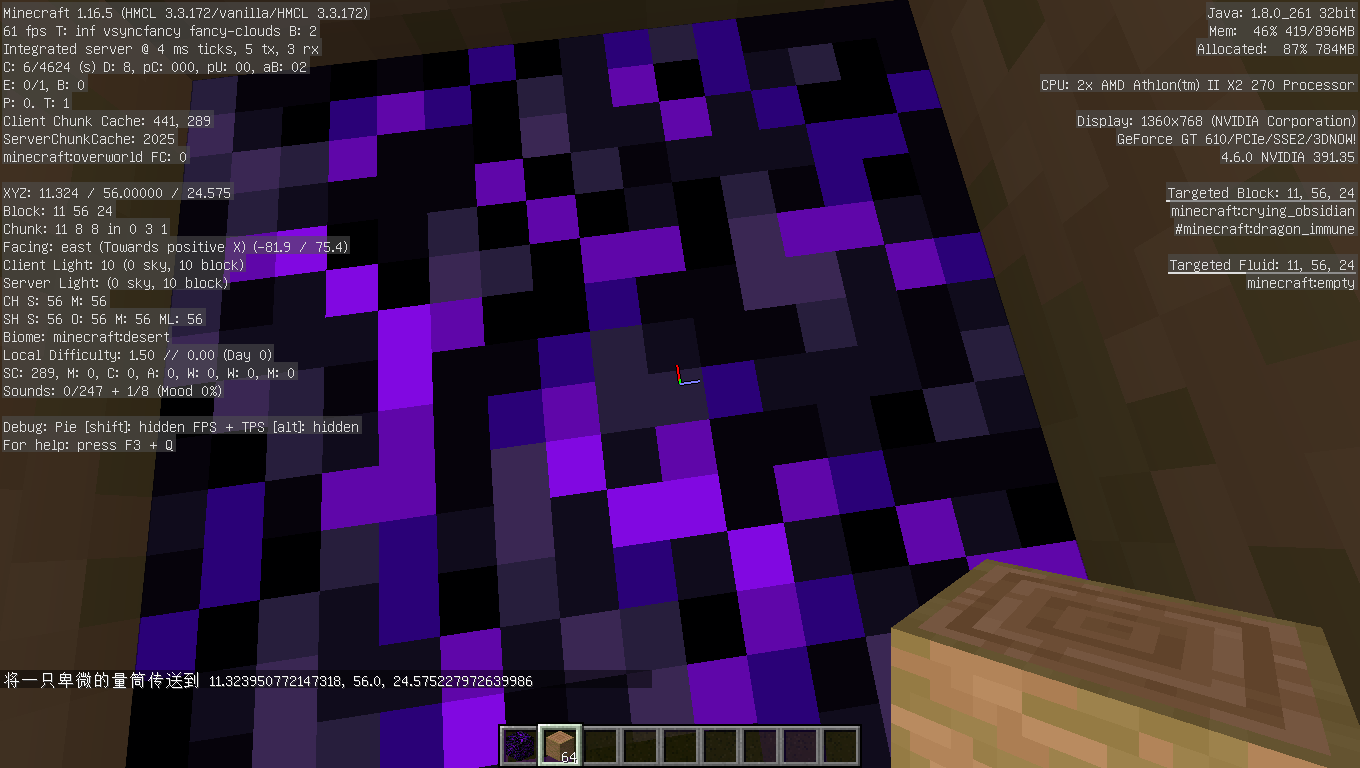 Minecraft 1.16.5 (HMCL 3.3.172/vanilla/HMCL 3.3.172)
61 fps T: inf vsyncfancy fancy-clouds B: 2
Integrated server @ 4 ms ticks, 5 tx, 3 rx
C: 6/4624 (s) D: 8, pC: 000, pU: 00, aB: 02
E: 0/1, B: 0
P: 0. T: 1
Client Chunk Cache: 441, 289
ServerChunkCache: 2025
minecraft:overworld FC: 0
XYZ: 11.324 / 56.00000 / 24.575
Block: 11 56 24
Chunk: 11 8 8 in 0 3 1
Facing: east (Towards positive X) (-81.9 / 75.4)
Client Light: 10 (0 sky, 10 block)
Server Light: (0 sky, 10 block)
CH S: 56 M: 56
SH S: 56 O: 56 M: 56 ML: 56
Biome: minecraft:desert
Local Difficulty: 1.50 // 0.00 (Day 0)
SC: 289, M: 0, C: 0, A: 0, W: 0, W: 0, M: 0
Sounds: 0/247 + 1/8 (Mood 0%)
Debug: Pie [shift]: hidden FPS + TPS [alt]: hidden
For help: press F3 + Q
Java: 1.8.0_261 32bit
Mem: 46% 419/896MB
Allocated: 87% 784MB
CPU: 2x AMD Athlon(tm) II X2 270 Processor
Display: 1360x768 (NVIDIA Corporation)
GeForce GT 610/PCIe/SSE2/3DNOW!
4.6.0 NVIDIA 391.35
Targeted Block: 11, 56, 24
minecraft:crying_obsidian
#minecraft:dragon_immune
Targeted Fluid: 11, 56, 24
minecraft:empty
将一只卑微的量筒传送到 11.323950772147318, 56.0, 24.575227972639986
64